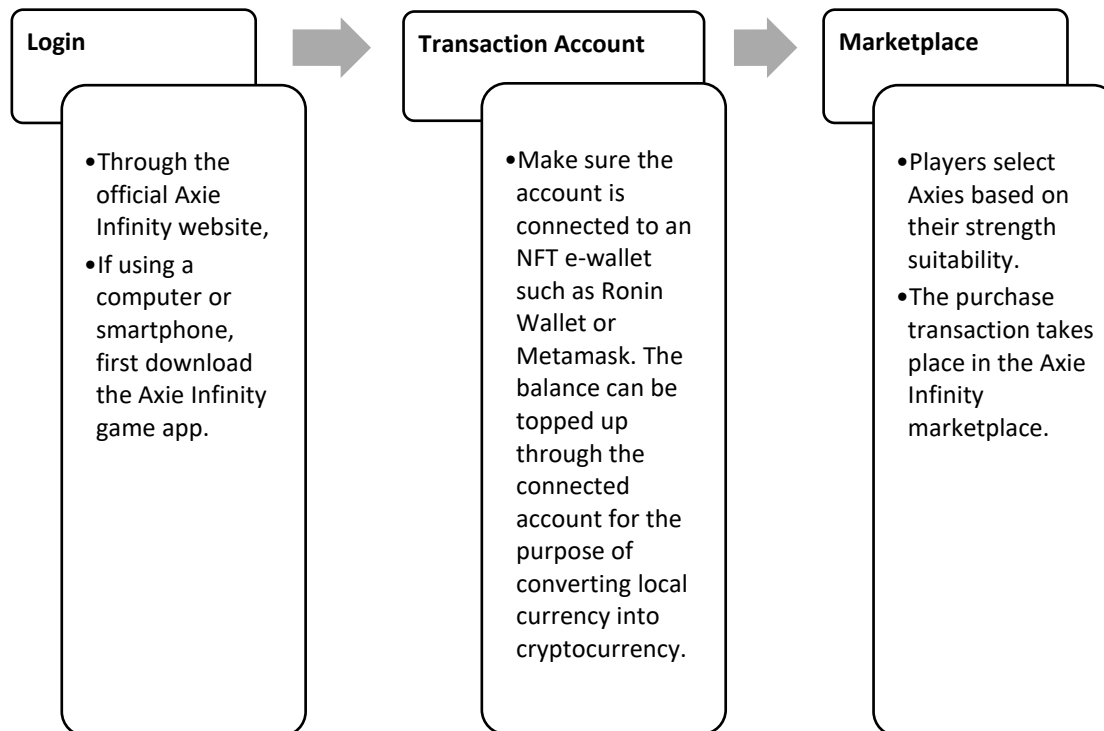 Login
•Through the
official Axie
Infinity website,
•If using a
computer or
smartphone,
first download
the Axie Infinity
game app.
Transaction Account
•Make sure the
account is
connected to an
NFT e-wallet
such as Ronin
Wallet or
Metamask. The
balance can be
topped up
through the
connected
account for the
purpose of
converting local
currency into
cryptocurrency.
Marketplace
•Players select
Axies based on
their strength
suitability.
•The purchase
transaction takes
place in the Axie
Infinity
marketplace.